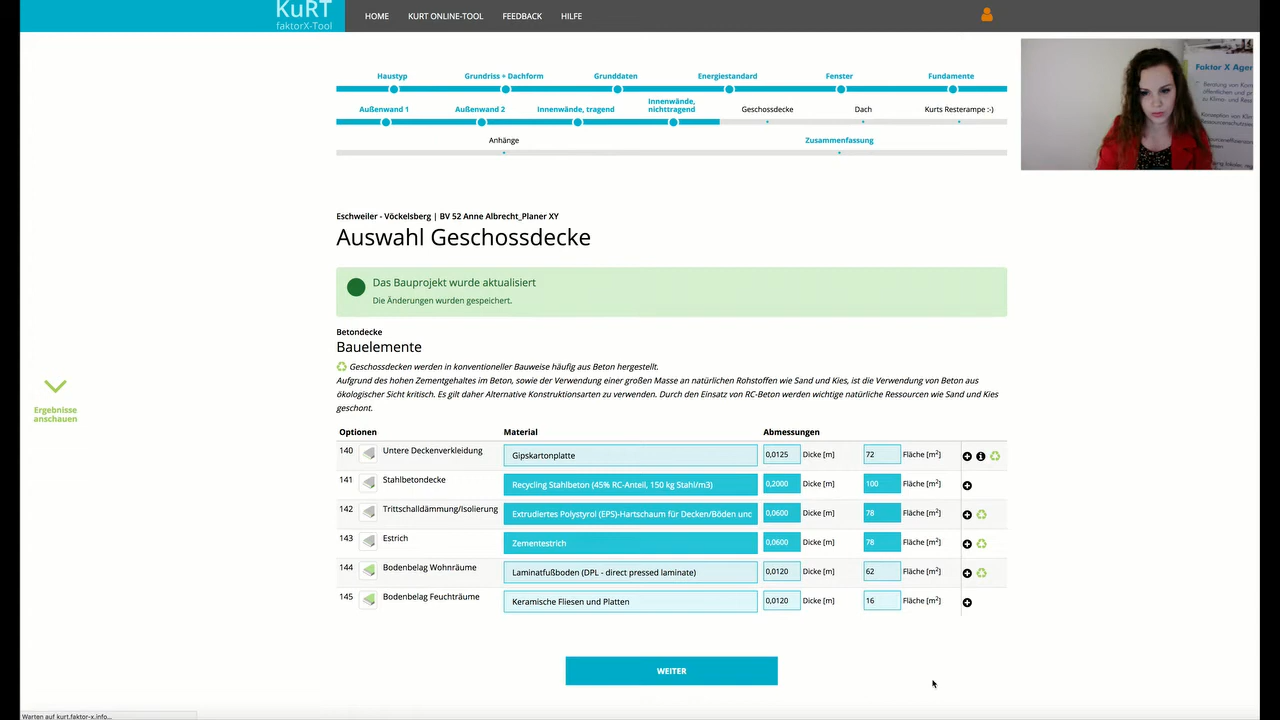 KuRT
faktorX-Tool
HOME KURT ONLINE-TOOL FEEDBACK HILFE
Haustyp Grundriss + Dachform Grunddaten Energiestandard Fenster Fundamente
Außenwand 1 Außenwand 2 Innenwände, tragend Innenwände, nichttragend Geschossdecke Dach Kurts Resterampe :-)
Anhänge Zusammenfassung
Faktor X Agen
Eschweiler - Vöckelsberg | BV 52 Anne Albrecht_Planer XY
Auswahl Geschossdecke
Das Bauprojekt wurde aktualisiert
Die Änderungen wurden gespeichert.
Betondecke
Bauelemente
Geschossdecken werden in konventioneller Bauweise häufig aus Beton hergestellt.
Aufgrund des hohen Zementgehaltes im Beton, sowie der Verwendung einer großen Masse an natürlichen Rohstoffen wie Sand und Kies, ist die Verwendung von Beton aus
ökologischer Sicht kritisch. Es gilt daher Alternative Konstruktionsarten zu verwenden. Durch den Einsatz von RC-Beton werden wichtige natürliche Ressourcen wie Sand und Kies
geschont.
Ergebnisse
anschauen
Optionen Material Abmessungen
140 Untere Deckenverkleidung Gipskartonplatte 0,0125 Dicke [m] 72 Fläche [m²]
141 Stahlbetondecke Recycling Stahlbeton (45% RC-Anteil, 150 kg Stahl/m3) 0,2000 Dicke [m] 100 Fläche [m²]
142 Trittschalldämmung/Isolierung Extrudiertes Polystyrol (EPS)-Hartschaum für Decken/Böden unc 0,0600 Dicke [m] 78 Fläche [m²]
143 Estrich Zementestrich 0,0600 Dicke [m] 78 Fläche [m²]
144 Bodenbelag Wohnräume Laminatfußboden (DPL - direct pressed laminate) 0,0120 Dicke [m] 62 Fläche [m²]
145 Bodenbelag Feuchträume Keramische Fliesen und Platten 0,0120 Dicke [m] 16 Fläche [m²]
WEITER
Warten auf kurt.faktor-x.info...